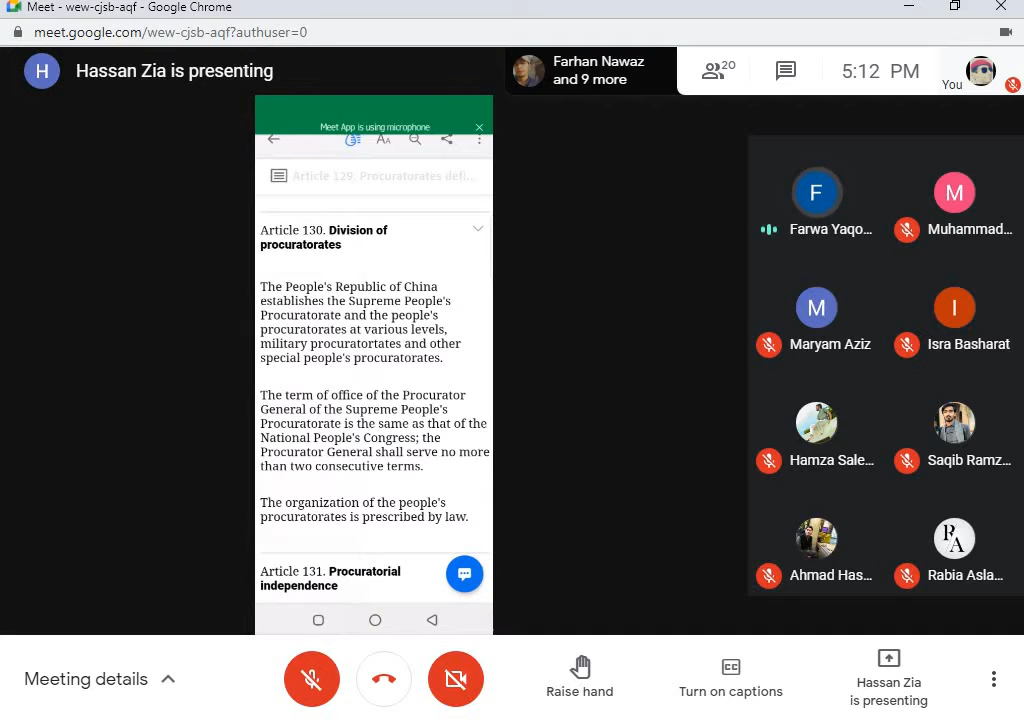 Meet - wew-cjsb-aqf - Google Chrome
meet.google.com/wew-cjsb-aqf?authuser=0
H
Hassan Zia is presenting
Farhan Nawaz
and 9 more
20
5:12 PM
You
Meet App is using microphone
AA
Article 129. Procuratorates defi...
Article 130. Division of
procuratorates
The People's Republic of China
establishes the Supreme People's
Procuratorate and the people's
procuratorates at various levels,
military procuratortates and other
special people's procuratorates.
The term of office of the Procurator
General of the Supreme People's
Procuratorate is the same as that of the
National People's Congress; the
Procurator General shall serve no more
than two consecutive terms.
The organization of the people's
procuratorates is prescribed by law.
Article 131. Procuratorial
independence
F
M
Farwa Yaqo...
Muhammad...
M
I
Maryam Aziz
Isra Basharat
Hamza Sale...
Saqib Ramz...
RA
Ahmad Has...
Rabia Asla...
Meeting details
Raise hand
CC
Turn on captions
Hassan Zia
is presenting